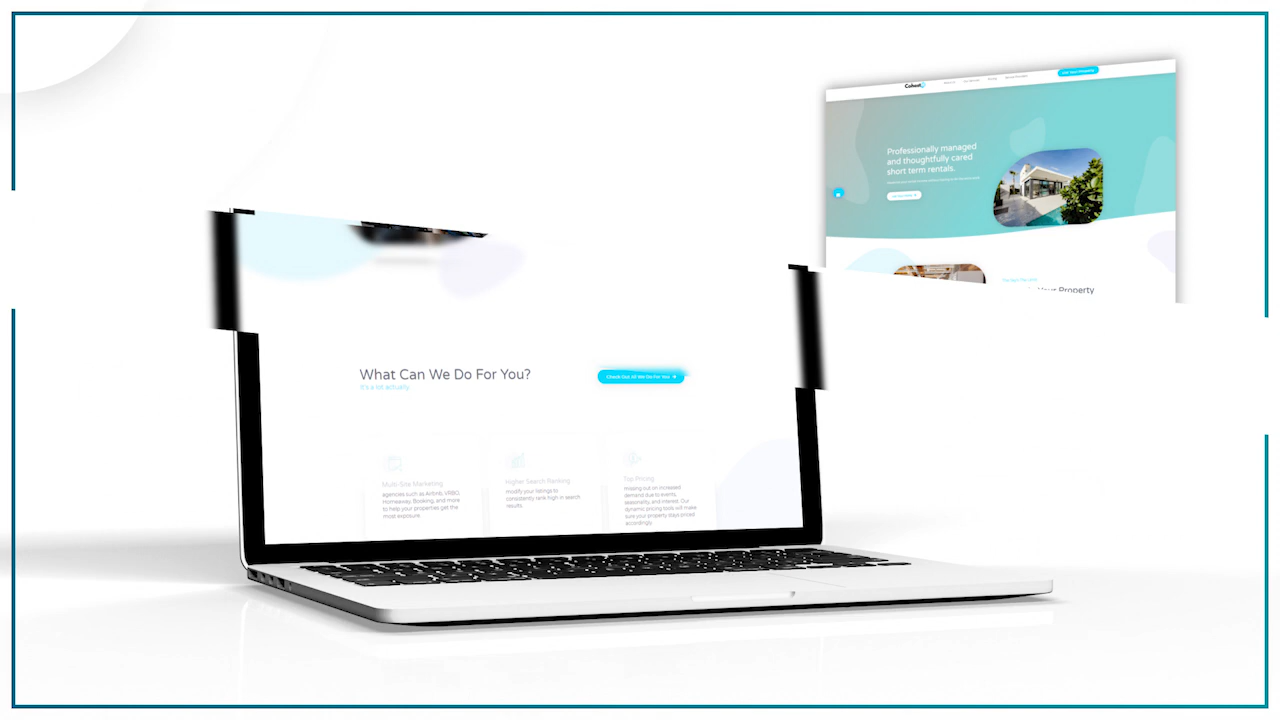 Cohost
Professionally managed
and thoughtfully cared
short term rentals.
Property
What Can We Do For You?
It's a lot actually.
Check Out All We Do For You
Multi-Site Marketing
agencies such as Airbnb, VRBO,
Homeaway, Booking, and more
to help your properties get the
most exposure.
Higher Search Ranking
modify your listings to
consistently rank high in search
results.
Top Pricing
missing out on increased
demand due to events,
seasonality, and interest. Our
dynamic pricing tools will make
sure your property stays priced
accordingly.